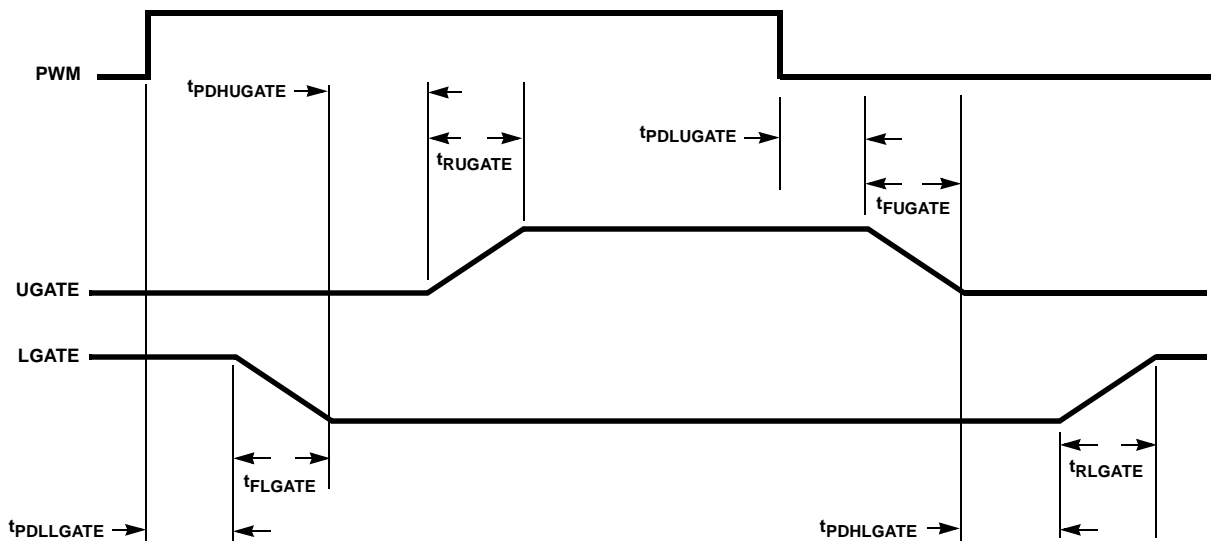 PWM
tPDHUGATE
tRUGATE
tPDLUGATE
tFUGATE
UGATE
LGATE
tFLGATE
tRLGATE
tPDLLGATE
tPDHLGATE